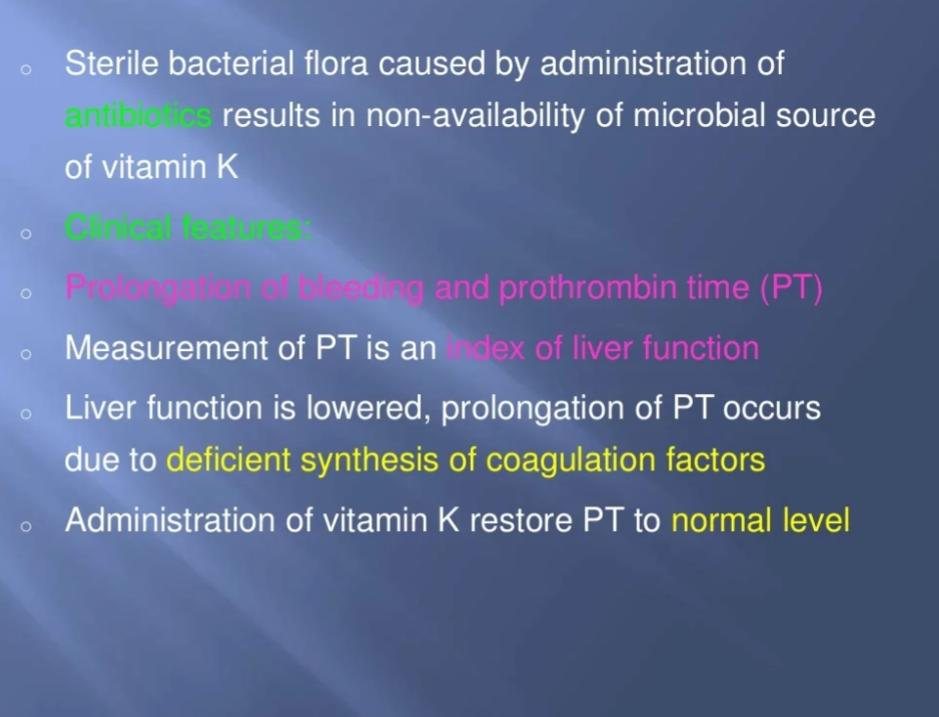 Sterile bacterial flora caused by administration of
antibiotics results in non-availability of microbial source
of vitamin K
Clinical features:
Prolongation of bleeding and prothrombin time (PT)
Measurement of PT is an index of liver function
Liver function is lowered, prolongation of PT occurs
due to deficient synthesis of coagulation factors
Administration of vitamin K restore PT to normal level